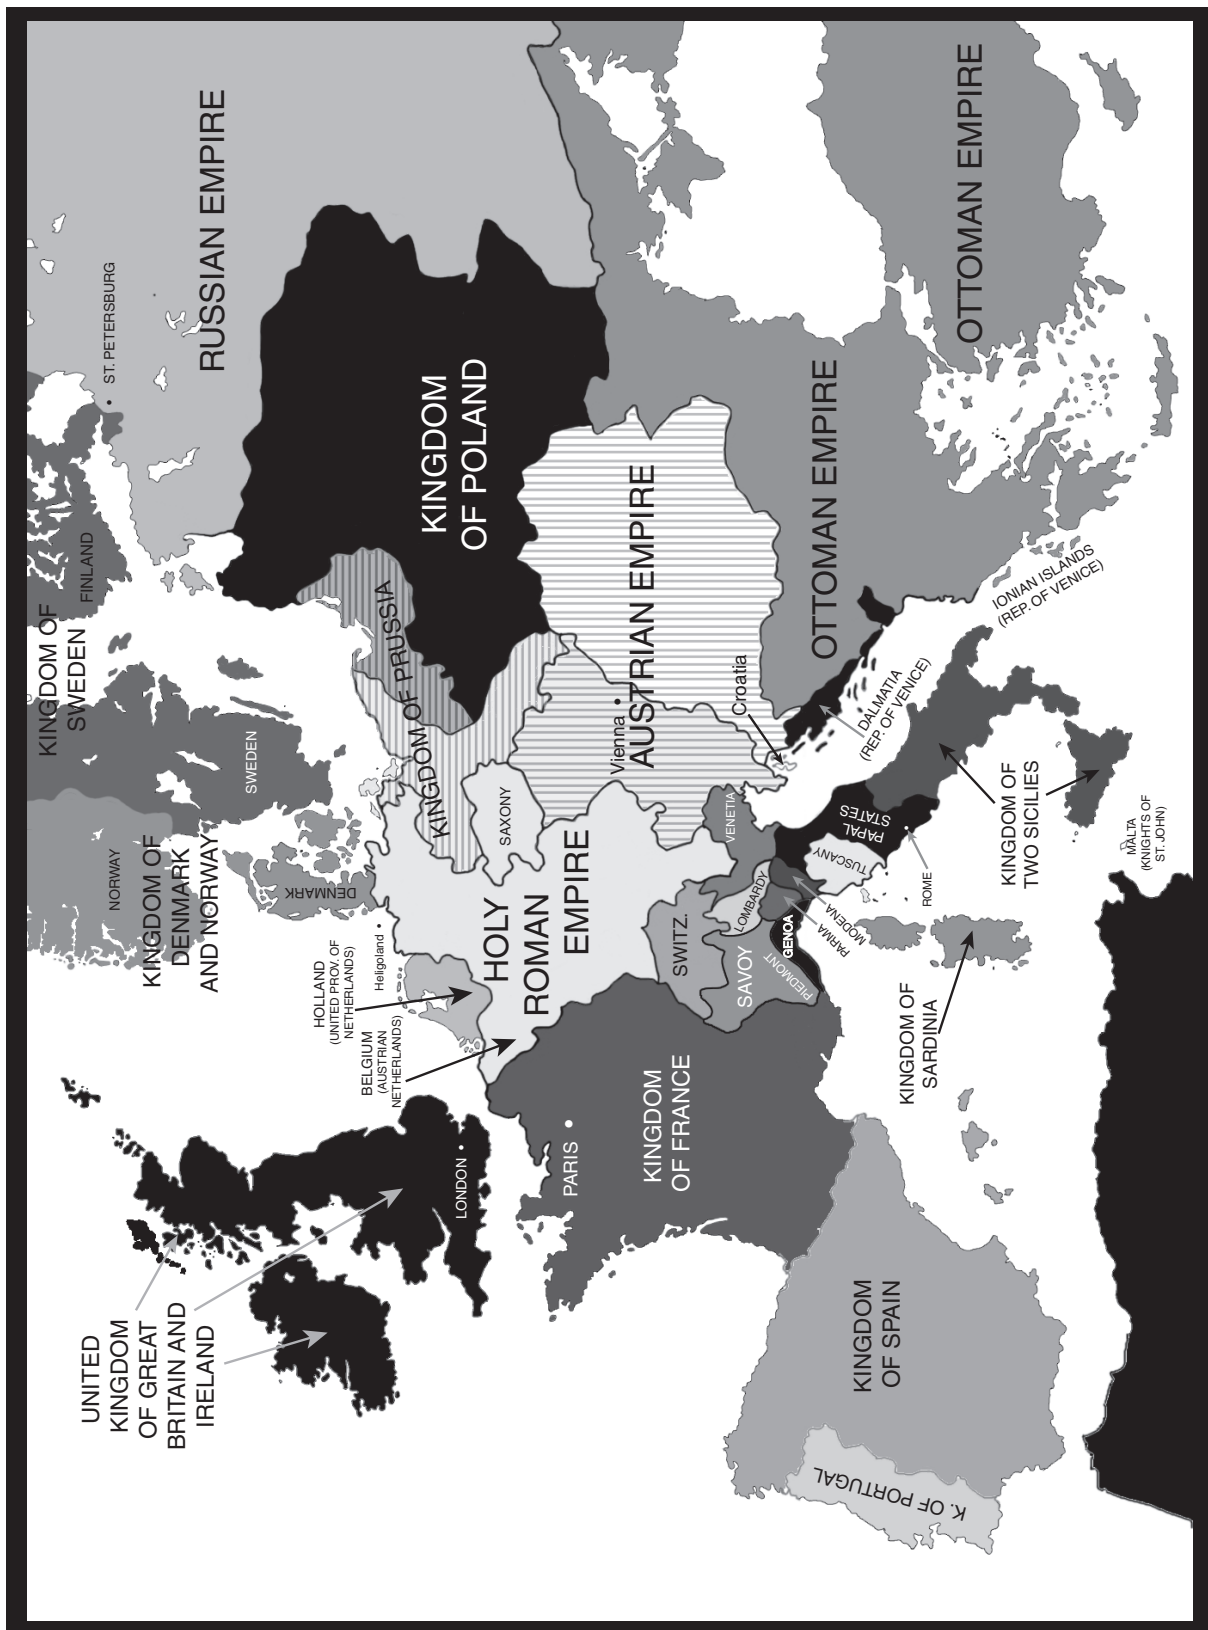 UNITED
KINGDOM
OF GREAT
BRITAIN AND
IRELAND
LONDON
KINGDOM OF
DENMARK
AND NORWAY
NORWAY
DENMARK
KINGDOM OF
SWEDEN
SWEDEN
FINLAND
ST. PETERSBURG
RUSSIAN EMPIRE
HOLLAND
(UNITED PROV. OF
NETHERLANDS)
Heligoland
BELGIUM
(AUSTRIAN
NETHERLANDS)
KINGDOM OF PRUSSIA
KINGDOM
OF POLAND
SAXONY
HOLY
ROMAN
EMPIRE
PARIS
KINGDOM
OF FRANCE
SWITZ.
SAVOY
PIEDMONT
GENOA
LOMBARDY
VENETIA
PARMA
MODENA
TUSCANY
PAPAL
STATES
ROME
Vienna
AUSTRIAN EMPIRE
Croatia
DALMATIA
(REP. OF VENICE)
OTTOMAN EMPIRE
OTTOMAN EMPIRE
IONIAN ISLANDS
(REP. OF VENICE)
KINGDOM OF
TWO SICILIES
MALTA
(KNIGHTS OF
ST. JOHN)
KINGDOM OF
SARDINIA
KINGDOM
OF SPAIN
K. OF PORTUGAL